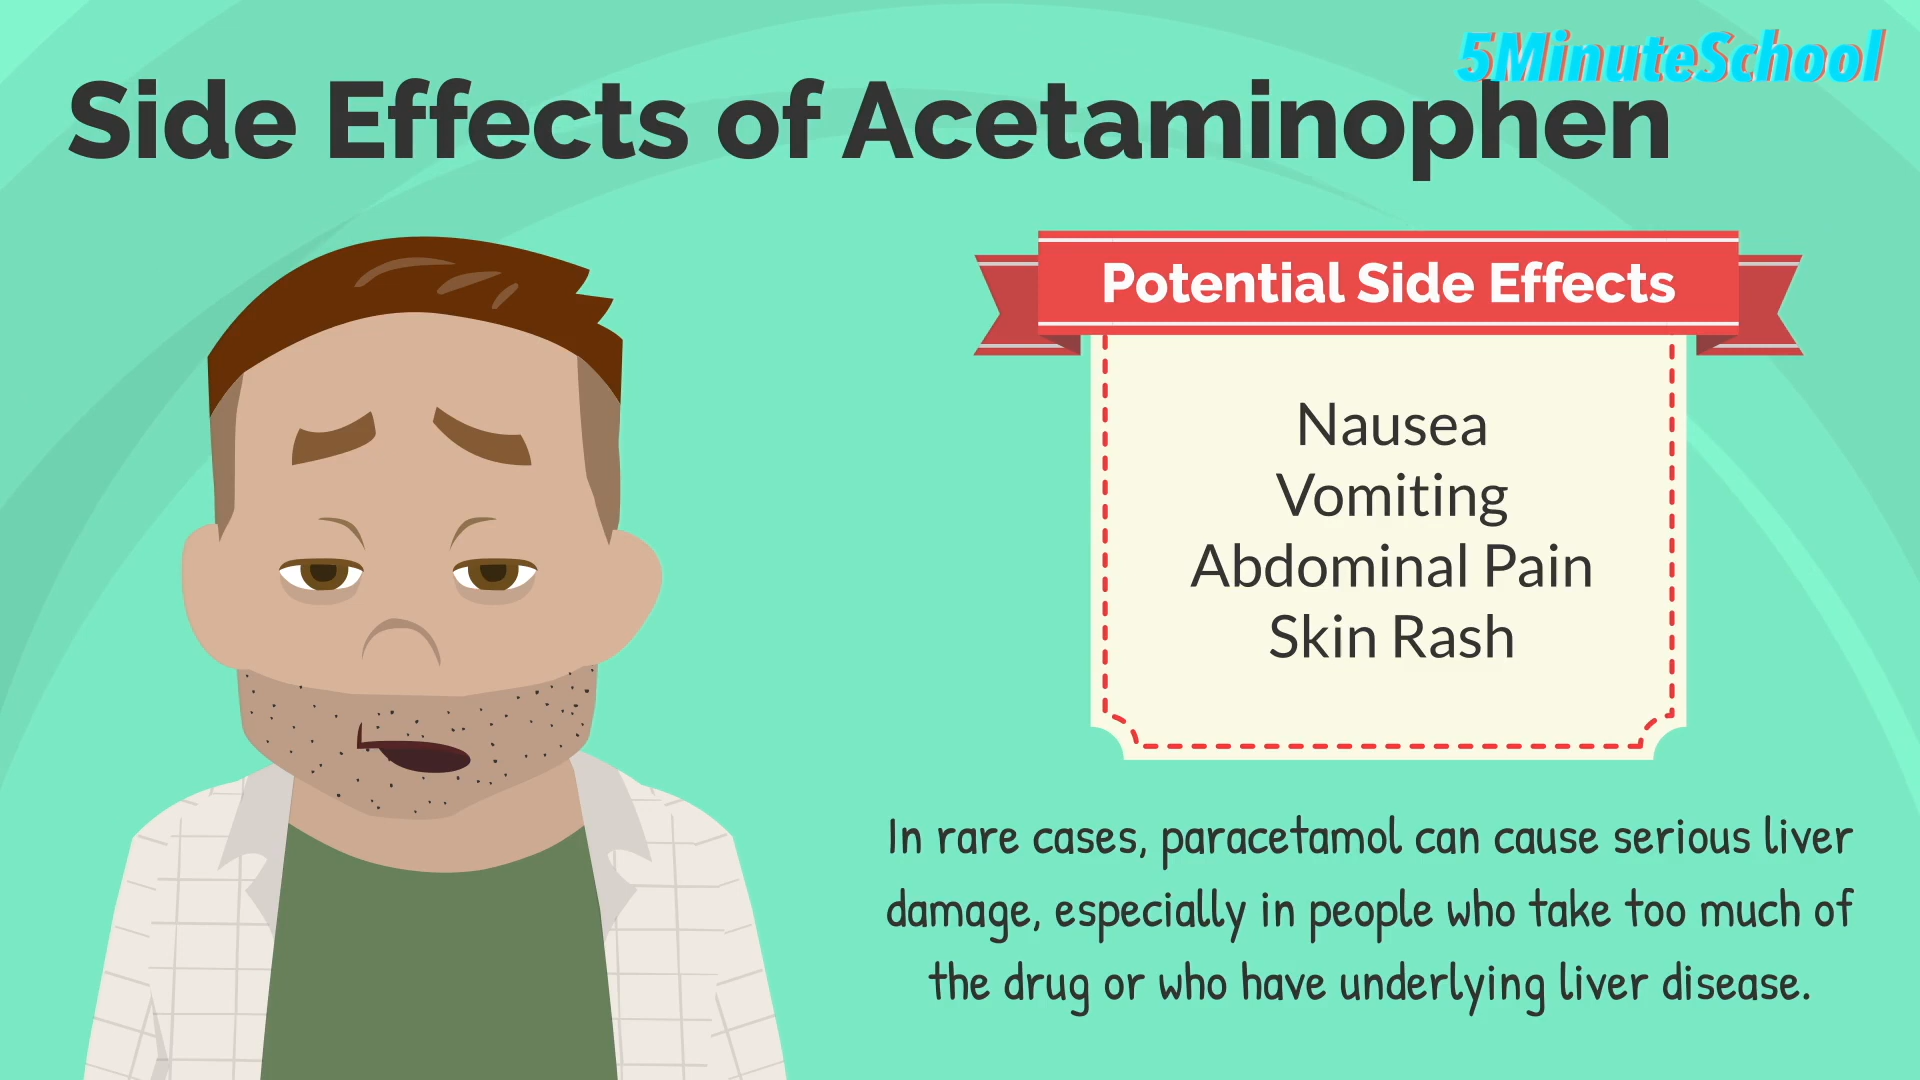 5MinuteSchool
Side Effects of Acetaminophen
Potential Side Effects
Nausea
Vomiting
Abdominal Pain
Skin Rash
In rare cases, paracetamol can cause serious liver
damage, especially in people who take too much of
the drug or who have underlying liver disease.